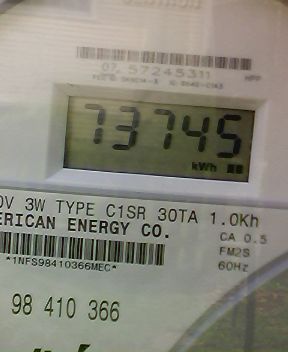 07 57245311
73745
kWh
0V 3W TYPE C1SR 30TA 1.0Kh
ERICAN ENERGY CO.
CA 0.5
FM2S
*1NFS98410366MEC*
60Hz
98 410 366